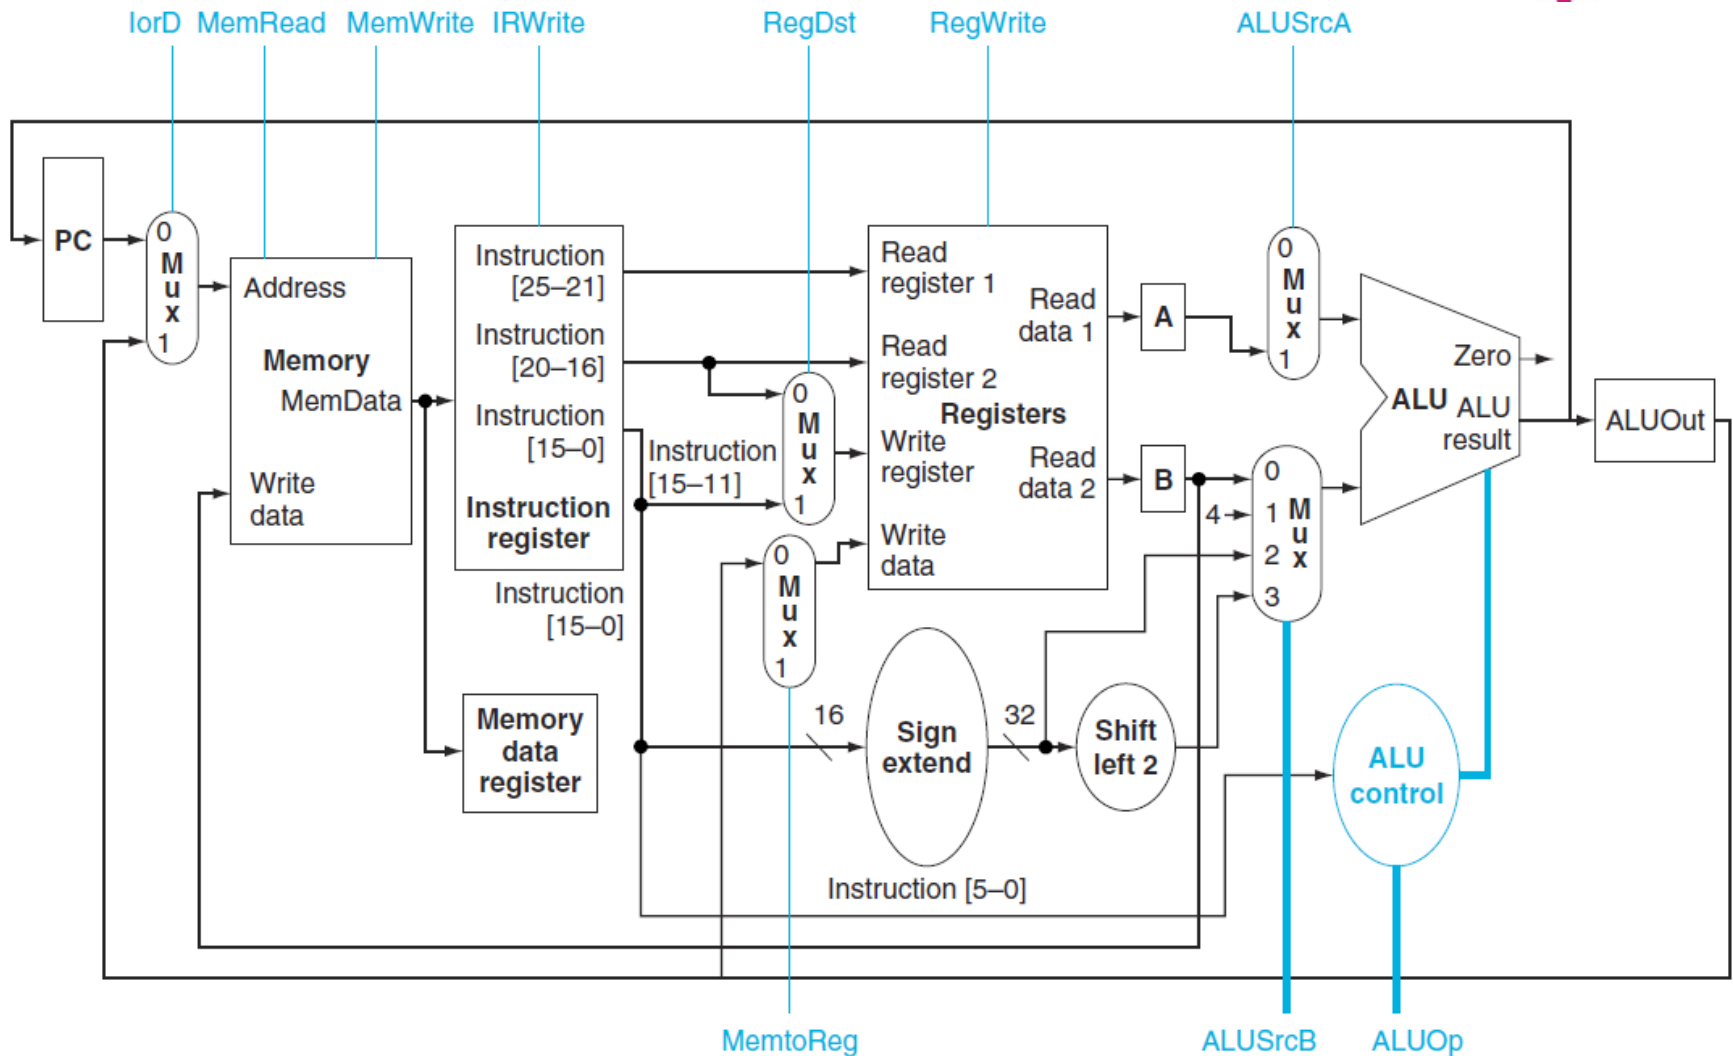 IorD MemRead MemWrite IRWrite RegDst RegWrite ALUSrcA
PC
0
M
u
x
1
Address
Memory
MemData
Write
data
Instruction
[25–21]
Instruction
[20–16]
Instruction
[15–0]
Instruction
register
Instruction
[15–0]
Memory
data
register
Instruction
[15–11]
0
M
u
x
1
0
M
u
x
1
Read
register 1
Read
register 2
Registers
Write
register
Write
data
Read
data 1
Read
data 2
A
B
4
0
M
u
x
1
0
1 M
u
2 x
3
Zero
ALU ALU
result
ALUOut
16
Sign
extend
32
Shift
left 2
ALU
control
Instruction [5–0]
MemtoReg ALUSrcB ALUOp